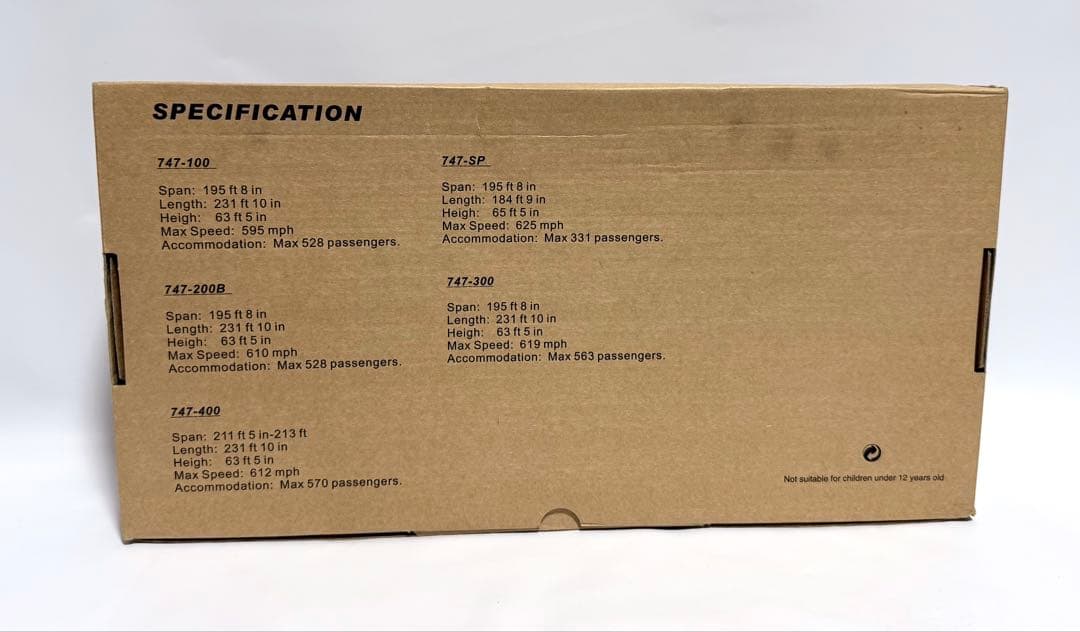 SPECIFICATION
747-100
Span: 195 ft 8 in
Length: 231 ft 10 in
Heigh: 63 ft 5 in
Max Speed: 595 mph
Accommodation: Max 528 passengers.
747-200B
Span: 195 ft 8 in
Length: 231 ft 10 in
Heigh: 63 ft 5 in
Max Speed: 610 mph
Accommodation: Max 528 passengers.
747-400
Span: 211 ft 5 in-213 ft
Length: 231 ft 10 in
Heigh: 63 ft 5 in
Max Speed: 612 mph
Accommodation: Max 570 passengers.
747-SP
Span: 195 ft 8 in
Length: 184 ft 9 in
Heigh: 65 ft 5 in
Max Speed: 625 mph
Accommodation: Max 331 passengers.
747-300
Span: 195 ft 8 in
Length: 231 ft 10 in
Heigh: 63 ft 5 in
Max Speed: 619 mph
Accommodation: Max 563 passengers.
Not suitable for children under 12 years old